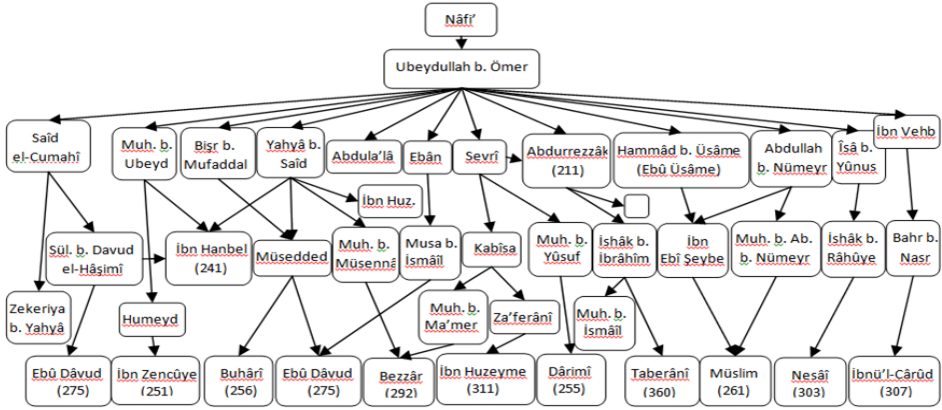 Nâfi’
Ubeydullah b. Ömer
Saîd
el-Cumahî
Muh. b.
Ubeyd
Bişr b.
Mufaddal
Yahyâ b.
Saîd
Abdula’lâ
Ebân
Sevrî
Abdurrezzâk
(211)
Hammâd b. Üsâme
(Ebû Üsâme)
Abdullah
b. Nümeyr
Îsâ b.
Yûnus
İbn Vehb
İbn Huz.
Sül. b. Davud
el-Hâşimî
İbn Hanbel
(241)
Müsedded
Muh. b.
Müsennâ
Musa b.
İsmâîl
Kabîsa
Muh. b.
Yûsuf
İshâk b.
İbrâhîm
İbn
Ebî Şeybe
Muh. b. Ab.
b. Nümeyr
İshâk b.
Râhûye
Bahr b.
Nasr
Zekeriya
b. Yahyâ
Humeyd
Muh. b.
Ma’mer
Za’ferânî
Muh. b.
İsmâîl
Ebû Dâvud
(275)
İbn Zencûye
(251)
Buhârî
(256)
Ebû Dâvud
(275)
Bezzâr
(292)
İbn Huzeyme
(311)
Dârimî
(255)
Taberânî
(360)
Müslim
(261)
Nesâî
(303)
İbnü’l-Cârûd
(307)